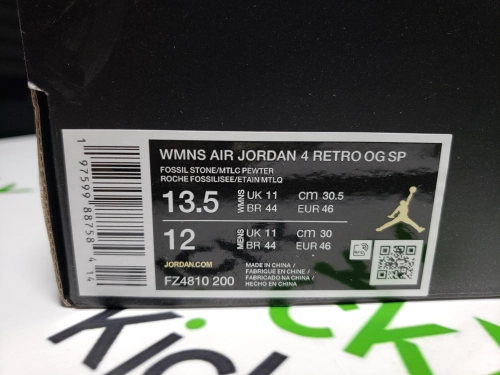 WMNS AIR JORDAN 4 RETRO OG SP
FOSSIL STONE/MTLC PEWTER
ROCHE FOSSILISEE/ETAIN MTLQ
13.5 WMNS UK 11 CM 30.5
BR 44 EUR 46
12 MENS UK 11 CM 30
BR 44 EUR 46
JORDAN.COM
FZ4810 200
MADE IN CHINA /
FABRIQUE EN CHINE /
FABRICADO NA CHINA /
HECHO EN CHINA
1 97599 88758 4 14
KICK